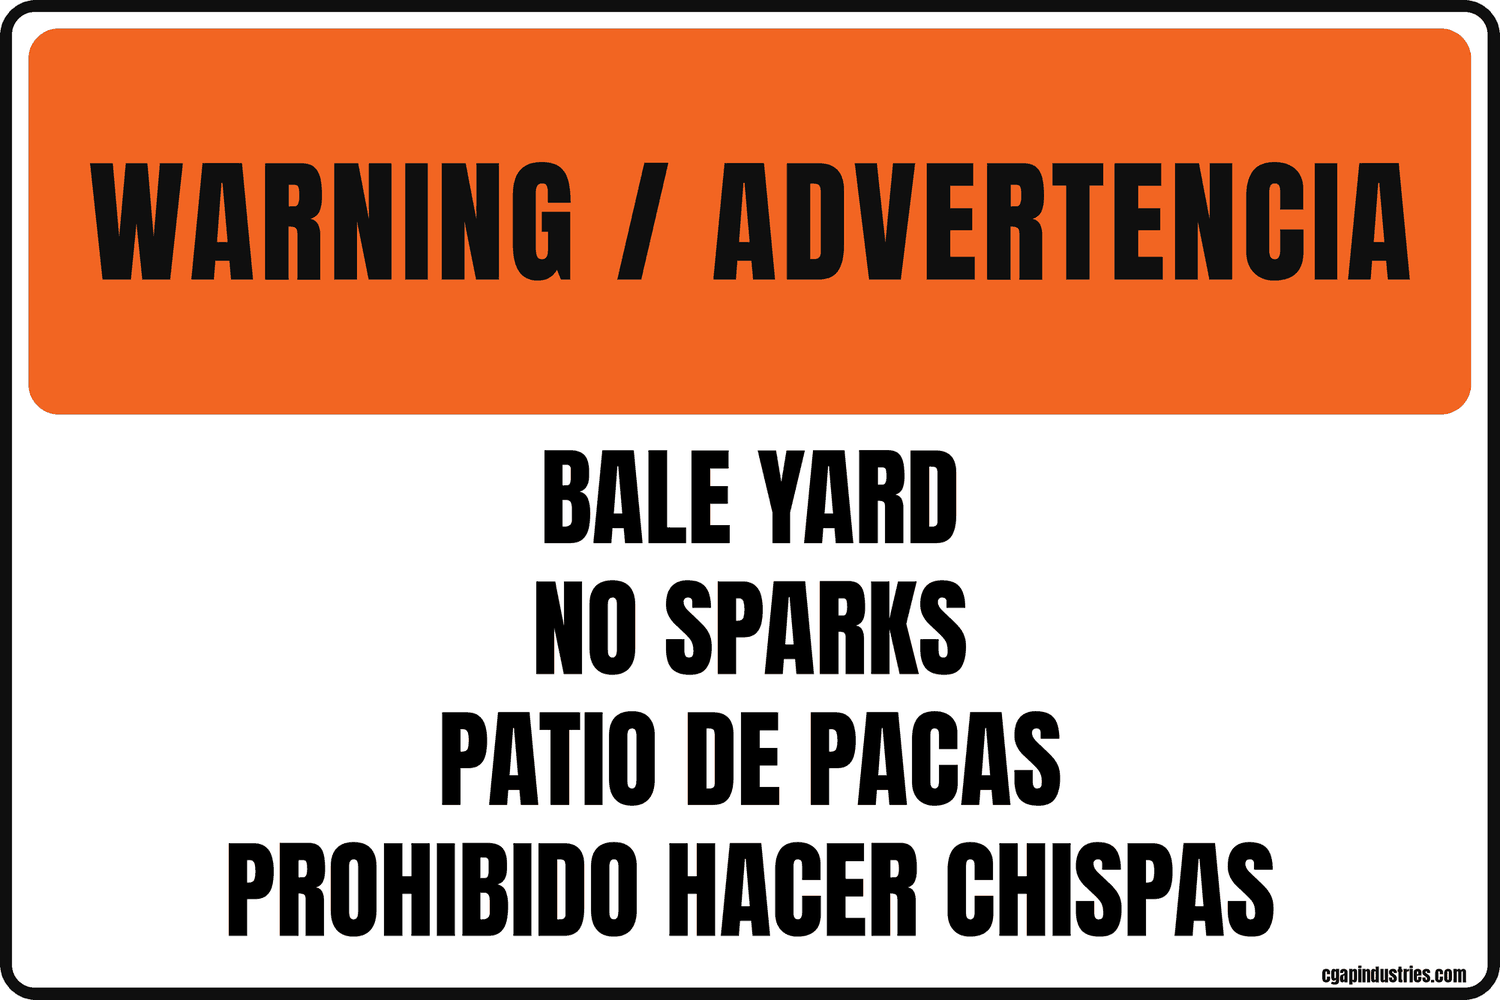 WARNING / ADVERTENCIA
BALE YARD
NO SPARKS
PATIO DE PACAS
PROHIBIDO HACER CHISPAS
cgapindustries.com